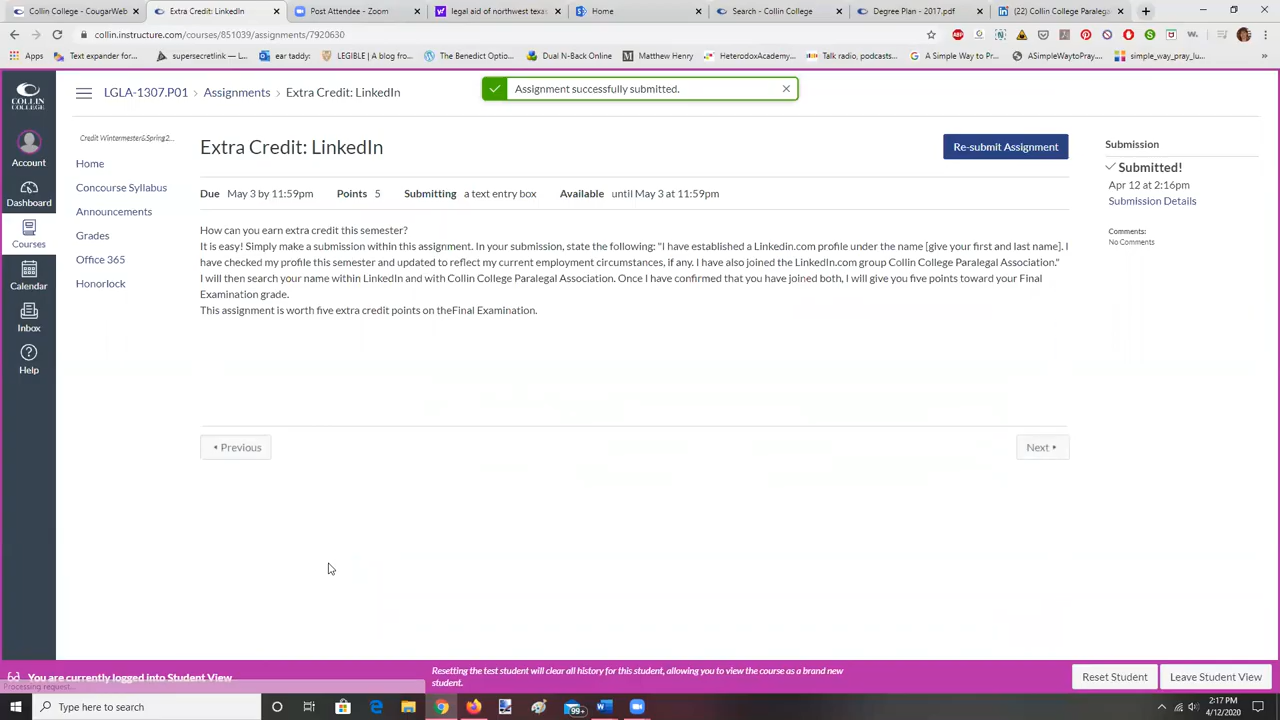 Canvas LGLA - CougarWeb
Extra Credit: LinkedIn
Search - Zoom
Home
Degree Plan - 2017.pdf
(22) Collin College Paralegal
collin.instructure.com/courses/851039/assignments/7920630
Apps
Text expander for...
supersecretlink -...
ear taddy:
LEGIBLE | A folding...
The Benedict Option...
Dual N-Back Online
Matthew Henry
HeterodoxAcademy...
Talk radio, podcasts...
A Simple Way to Pr...
ASimpleWaytoPray...
simple_way_pray_lu...
COLLIN
COLLEGE
LGLA-1307.P01
Assignments
Extra Credit: LinkedIn
Assignment successfully submitted.
Credit Wintermester&Spring2...
Account
Dashboard
Courses
Calendar
Inbox
Help
Home
Concourse Syllabus
Announcements
Grades
Office 365
Honorlock
Extra Credit: LinkedIn
Re-submit Assignment
Due May 3 by 11:59pm Points 5 Submitting a text entry box Available until May 3 at 11:59pm
How can you earn extra credit this semester?
It is easy! Simply make a submission within this assignment. In your submission, state the following: "I have established a Linkedin.com profile under the name [give your first and last name]. I
have checked my profile this semester and updated to reflect my current employment circumstances, if any. I have also joined the LinkedIn.com group Collin College Paralegal Association."
I will then search your name within LinkedIn and with Collin College Paralegal Association. Once I have confirmed that you have joined both, I will give you five points toward your Final
Examination grade.
This assignment is worth five extra credit points on theFinal Examination.
Previous
Next
Submission
Submitted!
Apr 12 at 2:16pm
Submission Details
Comments:
No Comments
You are currently logged into Student View
Processing request...
Resetting the test student will clear all history for this student, allowing you to view the course as a brand new
student.
Reset Student
Leave Student View
Type here to search
99+
2:17 PM
4/12/2020